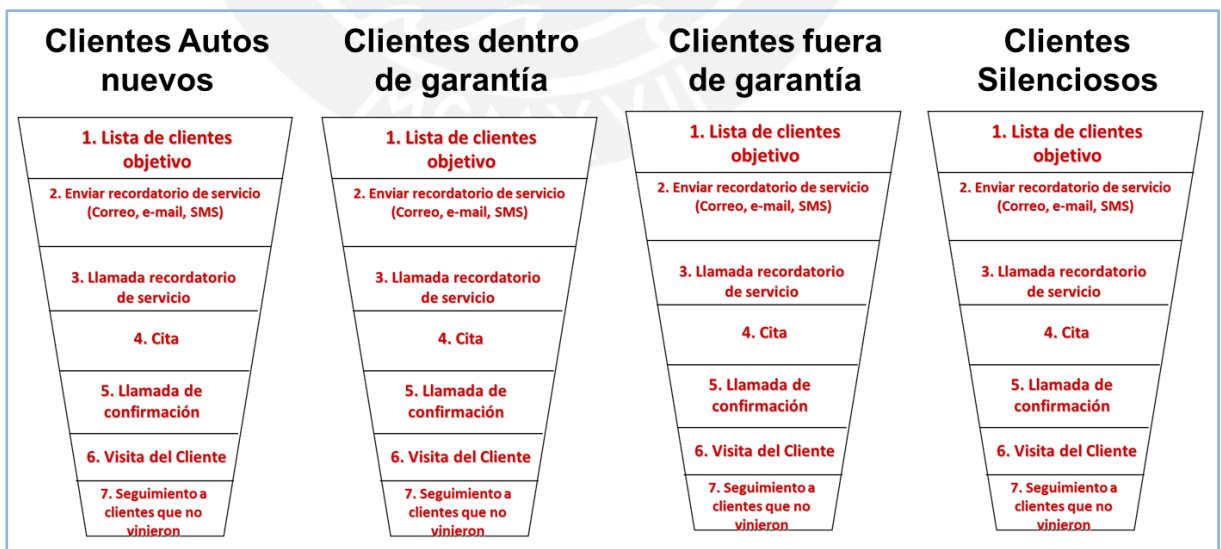 Clientes Autos
nuevos
1. Lista de clientes
objetivo
2. Enviar recordatorio de servicio
(Correo, e-mail, SMS)
3. Llamada recordatorio
de servicio
4. Cita
5. Llamada de
confirmación
6. Visita del Cliente
7. Seguimiento a
clientes que no
vinieron
Clientes dentro
de garantía
1. Lista de clientes
objetivo
2. Enviar recordatorio de servicio
(Correo, e-mail, SMS)
3. Llamada recordatorio
de servicio
4. Cita
5. Llamada de
confirmación
6. Visita del Cliente
7. Seguimiento a
clientes que no
vinieron
Clientes fuera
de garantía
1. Lista de clientes
objetivo
2. Enviar recordatorio de servicio
(Correo, e-mail, SMS)
3. Llamada recordatorio
de servicio
4. Cita
5. Llamada de
confirmación
6. Visita del Cliente
7. Seguimiento a
clientes que no
vinieron
Clientes
Silenciosos
1. Lista de clientes
objetivo
2. Enviar recordatorio de servicio
(Correo, e-mail, SMS)
3. Llamada recordatorio
de servicio
4. Cita
5. Llamada de
confirmación
6. Visita del Cliente
7. Seguimiento a
clientes que no
vinieron
MCMXVII